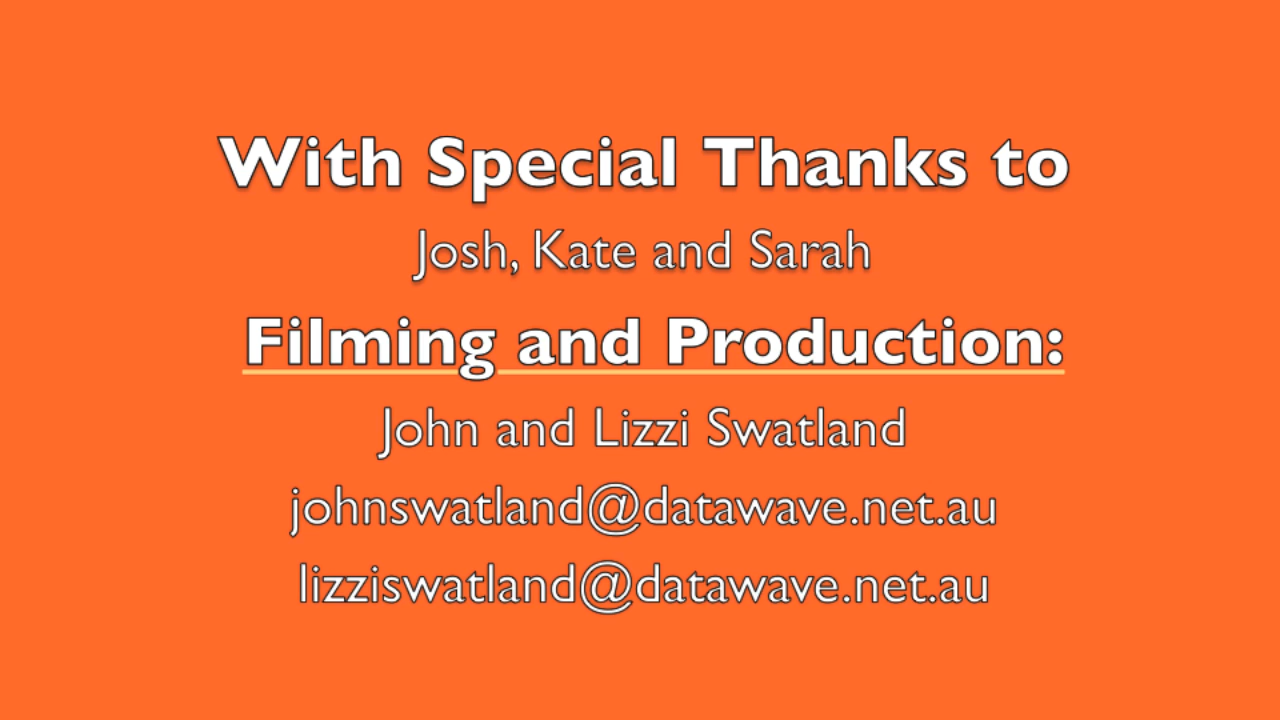 With Special Thanks to
Josh, Kate and Sarah
Filming and Production:
John and Lizzi Swatland
johnswatland@datawave.net.au
lizziswatland@datawave.net.au